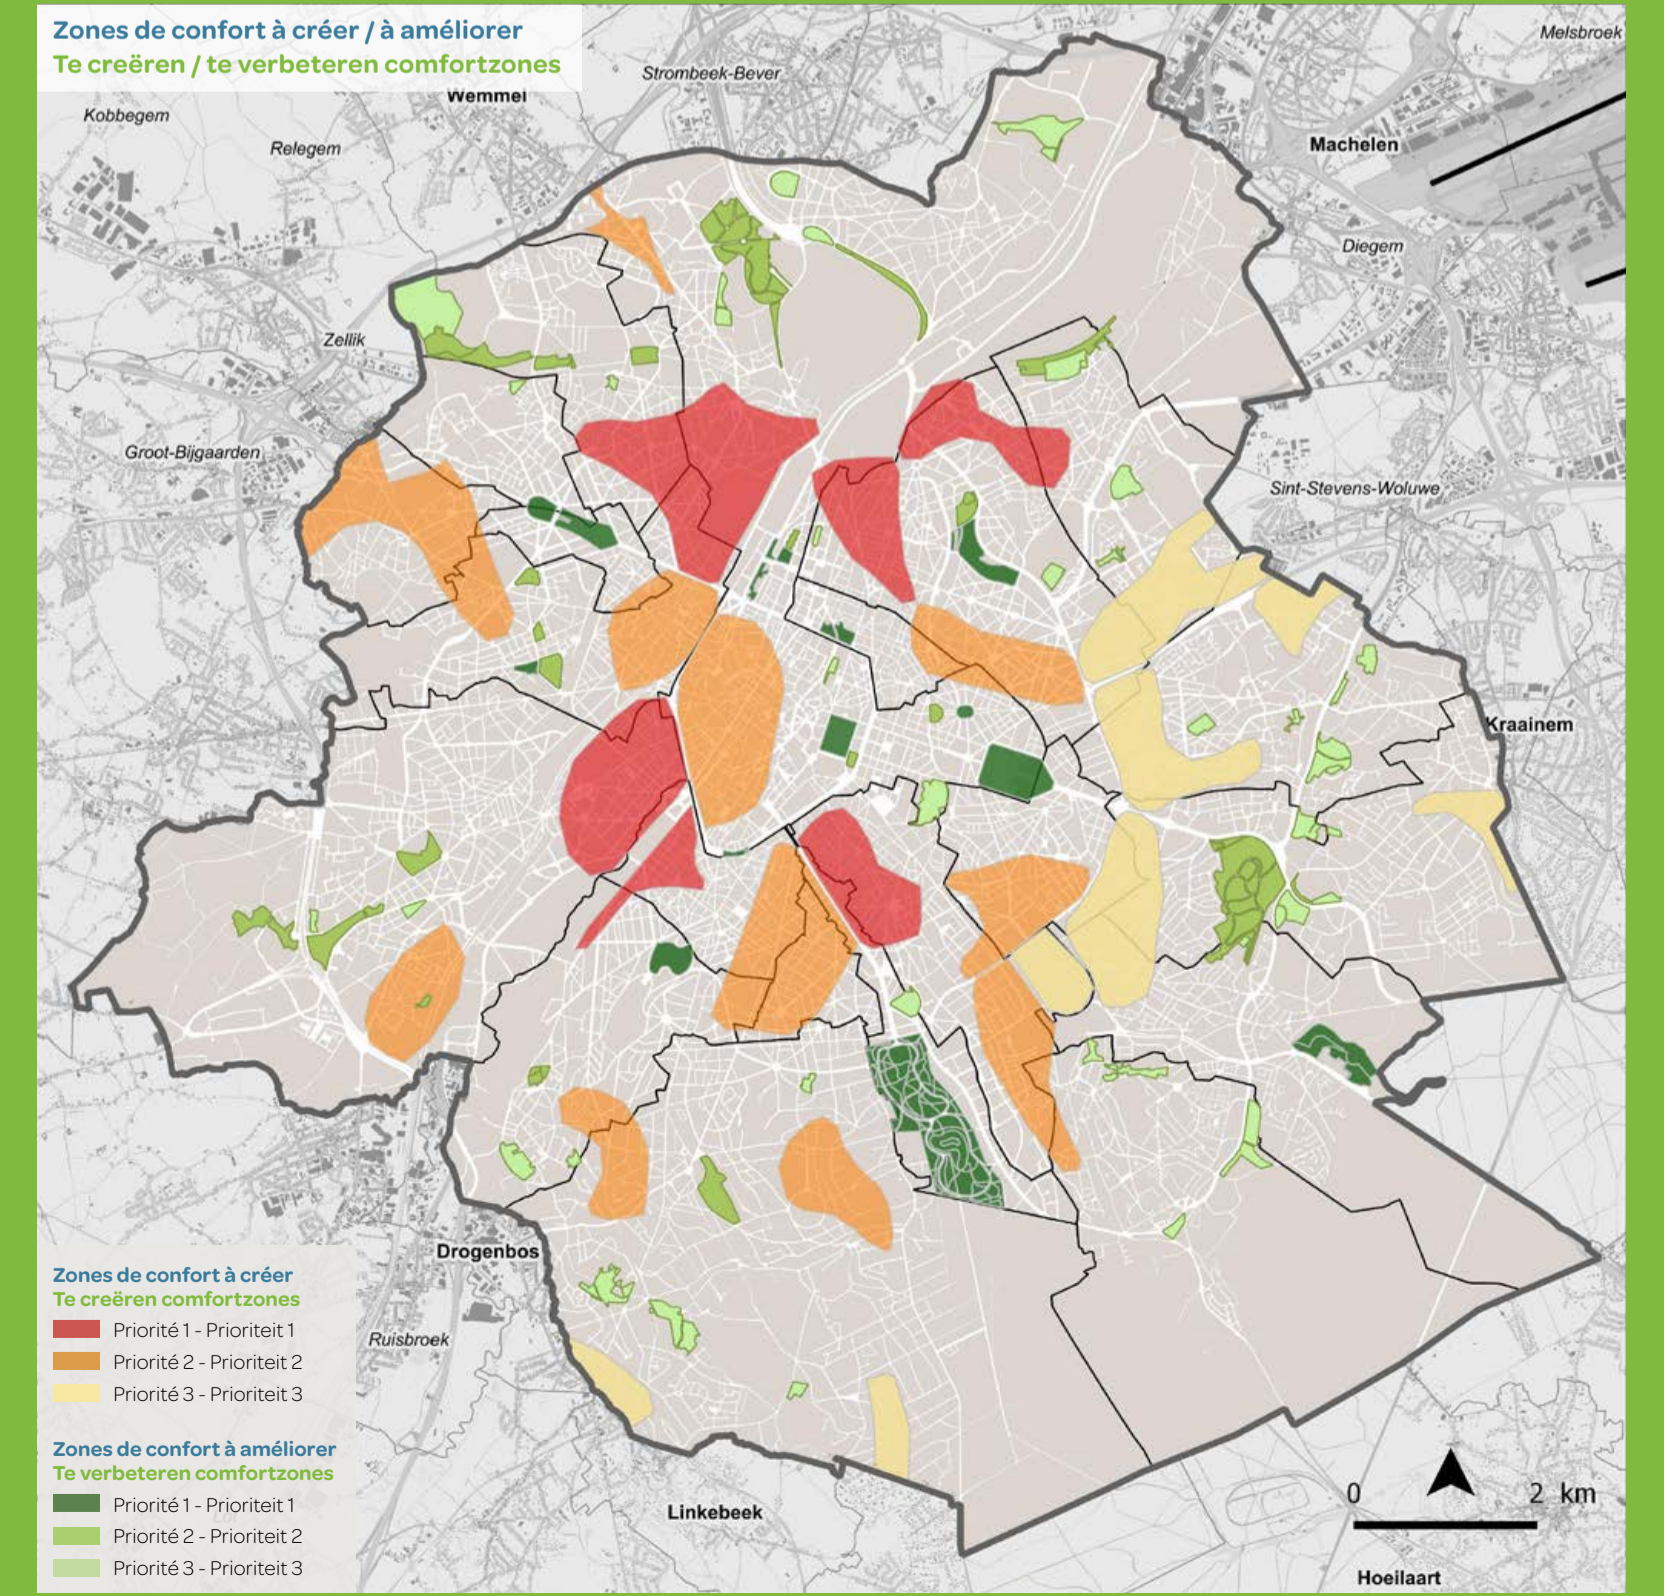 Zones de confort à créer / à améliorer
Te creëren / te verbeteren comfortzones
Melsbroek
Strombeek-Bever
Wemmel
Kobbegem
Machelen
Relegem
Diegem
Zellik
Groot-Bijgaarden
Sint-Stevens-Woluwe
Kraainem
Drogenbos
Zones de confort à créer
Te creëren comfortzones
Priorité 1 - Prioriteit 1
Ruisbroek
Priorité 2 - Prioriteit 2
Priorité 3 - Prioriteit 3
Zones de confort à améliorer
Te verbeteren comfortzones
Priorité 1 - Prioriteit 1
0 2 km
Linkebeek
Priorité 2 - Prioriteit 2
Priorité 3 - Prioriteit 3
Hoeilaart